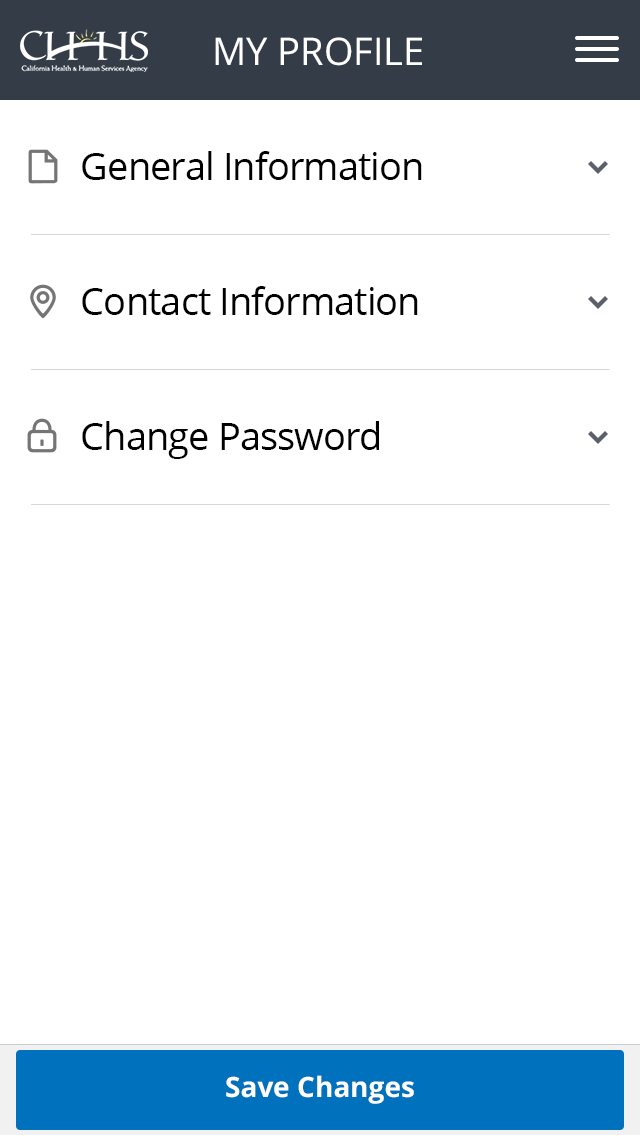 CHHS
California Health & Human Services Agency
MY PROFILE
General Information
Contact Information
Change Password
Save Changes